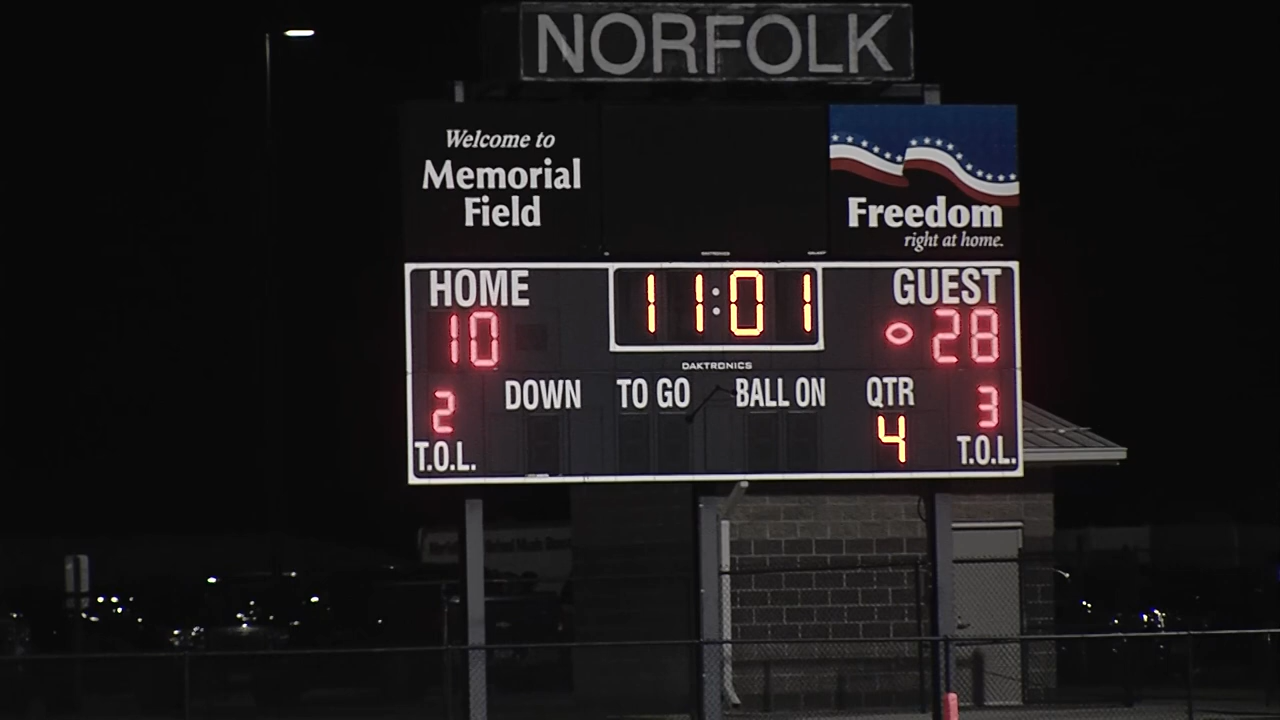 NORFOLK
Welcome to
Memorial
Field
Freedom
right at home.
HOME
11:01
GUEST
10
28
DAKTRONICS
DOWN
TO GO
BALL ON
QTR
2
4
3
T.O.L.
T.O.L.